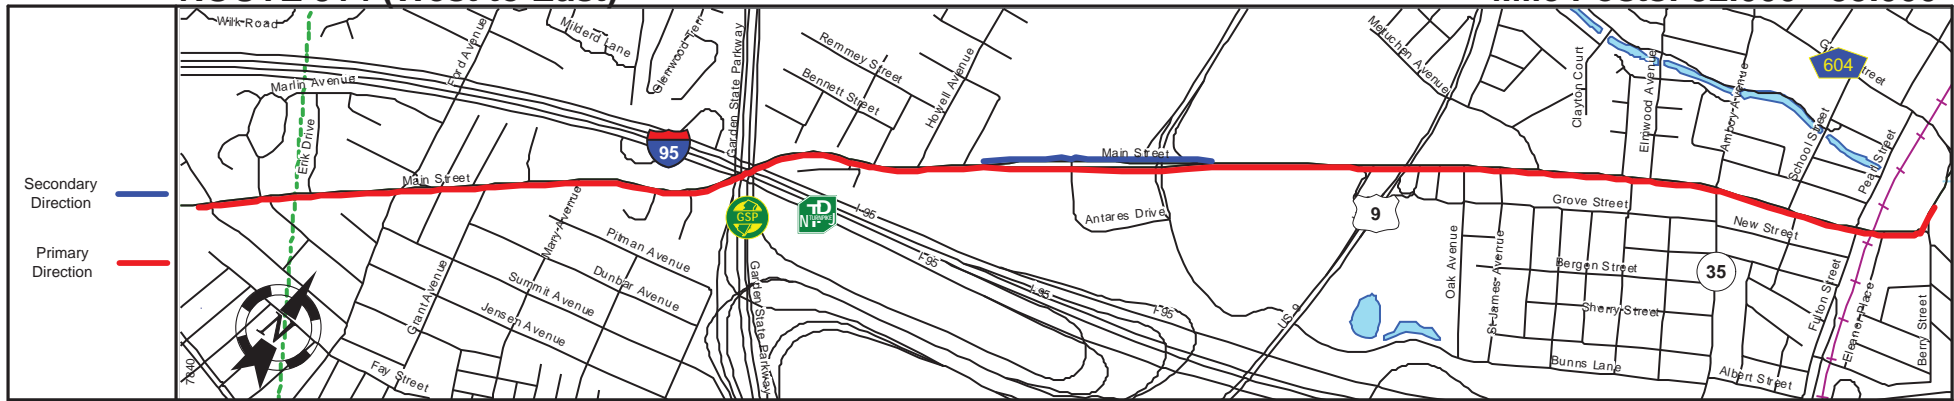 Secondary
Direction
Primary
Direction
Wilk Road
Marlin Avenue
Ford Avenue
Milderd Lane
Glenwood Terr
Garden State Parkway
Remmey Street
Bennett Street
Howell Avenue
Metuchen Avenue
Clayton Court
Elmwood Avenue
Ambory Avenue
School Street
Pearl Street
604
95
Erik Drive
Main Street
Main Street
Mary Avenue
Pitman Avenue
Dunbar Avenue
Summit Avenue
Jensen Avenue
Grant Avenue
Fay Street
7840
N
GSP
NJTP
TURNPIKE
I-95
I-95
I-95
I-95
Garden State Parkway
Antares Drive
9
US 9
Oak Avenue
St James Avenue
Grove Street
New Street
Bergen Street
Sherry Street
Bunns Lane
Albert Street
35
Fulton Street
Eleanor Place
Berry Street